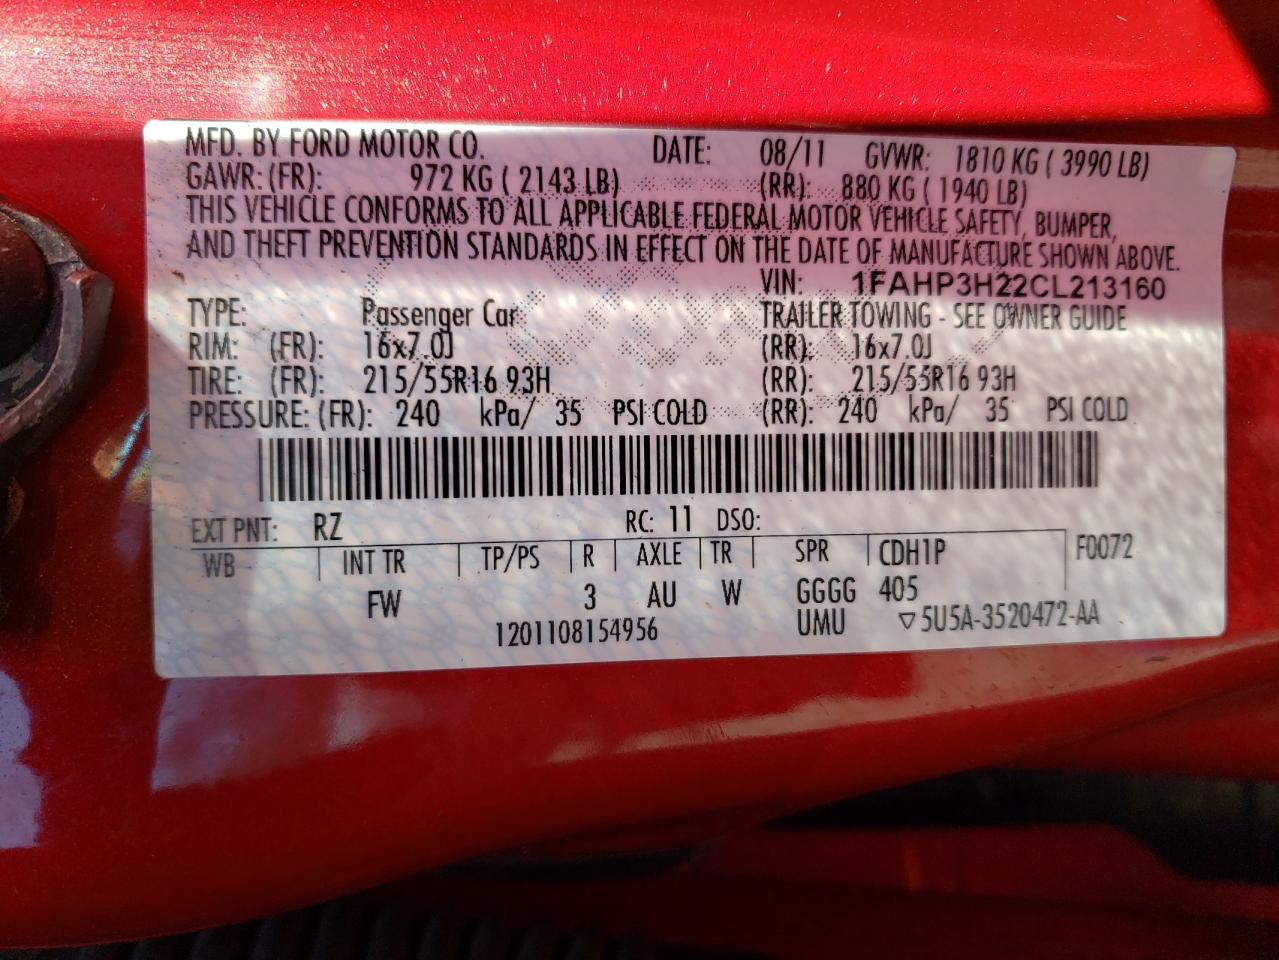 MFD. BY FORD MOTOR CO. DATE: 08/11 GVWR: 1810 KG ( 3990 LB)
GAWR: (FR): 972 KG ( 2143 LB) (RR): 880 KG ( 1940 LB)
THIS VEHICLE CONFORMS TO ALL APPLICABLE FEDERAL MOTOR VEHICLE SAFETY, BUMPER,
AND THEFT PREVENTION STANDARDS IN EFFECT ON THE DATE OF MANUFACTURE SHOWN ABOVE.
VIN: 1FAHP3H22CL213160
TYPE: Passenger Car TRAILER TOWING - SEE OWNER GUIDE
RIM: (FR): 16x7.0J (RR): 16x7.0J
TIRE: (FR): 215/55R16 93H (RR): 215/55R16 93H
PRESSURE: (FR): 240 kPa/ 35 PSI COLD (RR): 240 kPa/ 35 PSI COLD
EXT PNT: RZ RC: 11 DSO:
WB INT TR TP/PS R AXLE TR SPR CDH1P F0072
FW 3 AU W GGGG 405
1201108154956 UMU ▽5U5A-3520472-AA